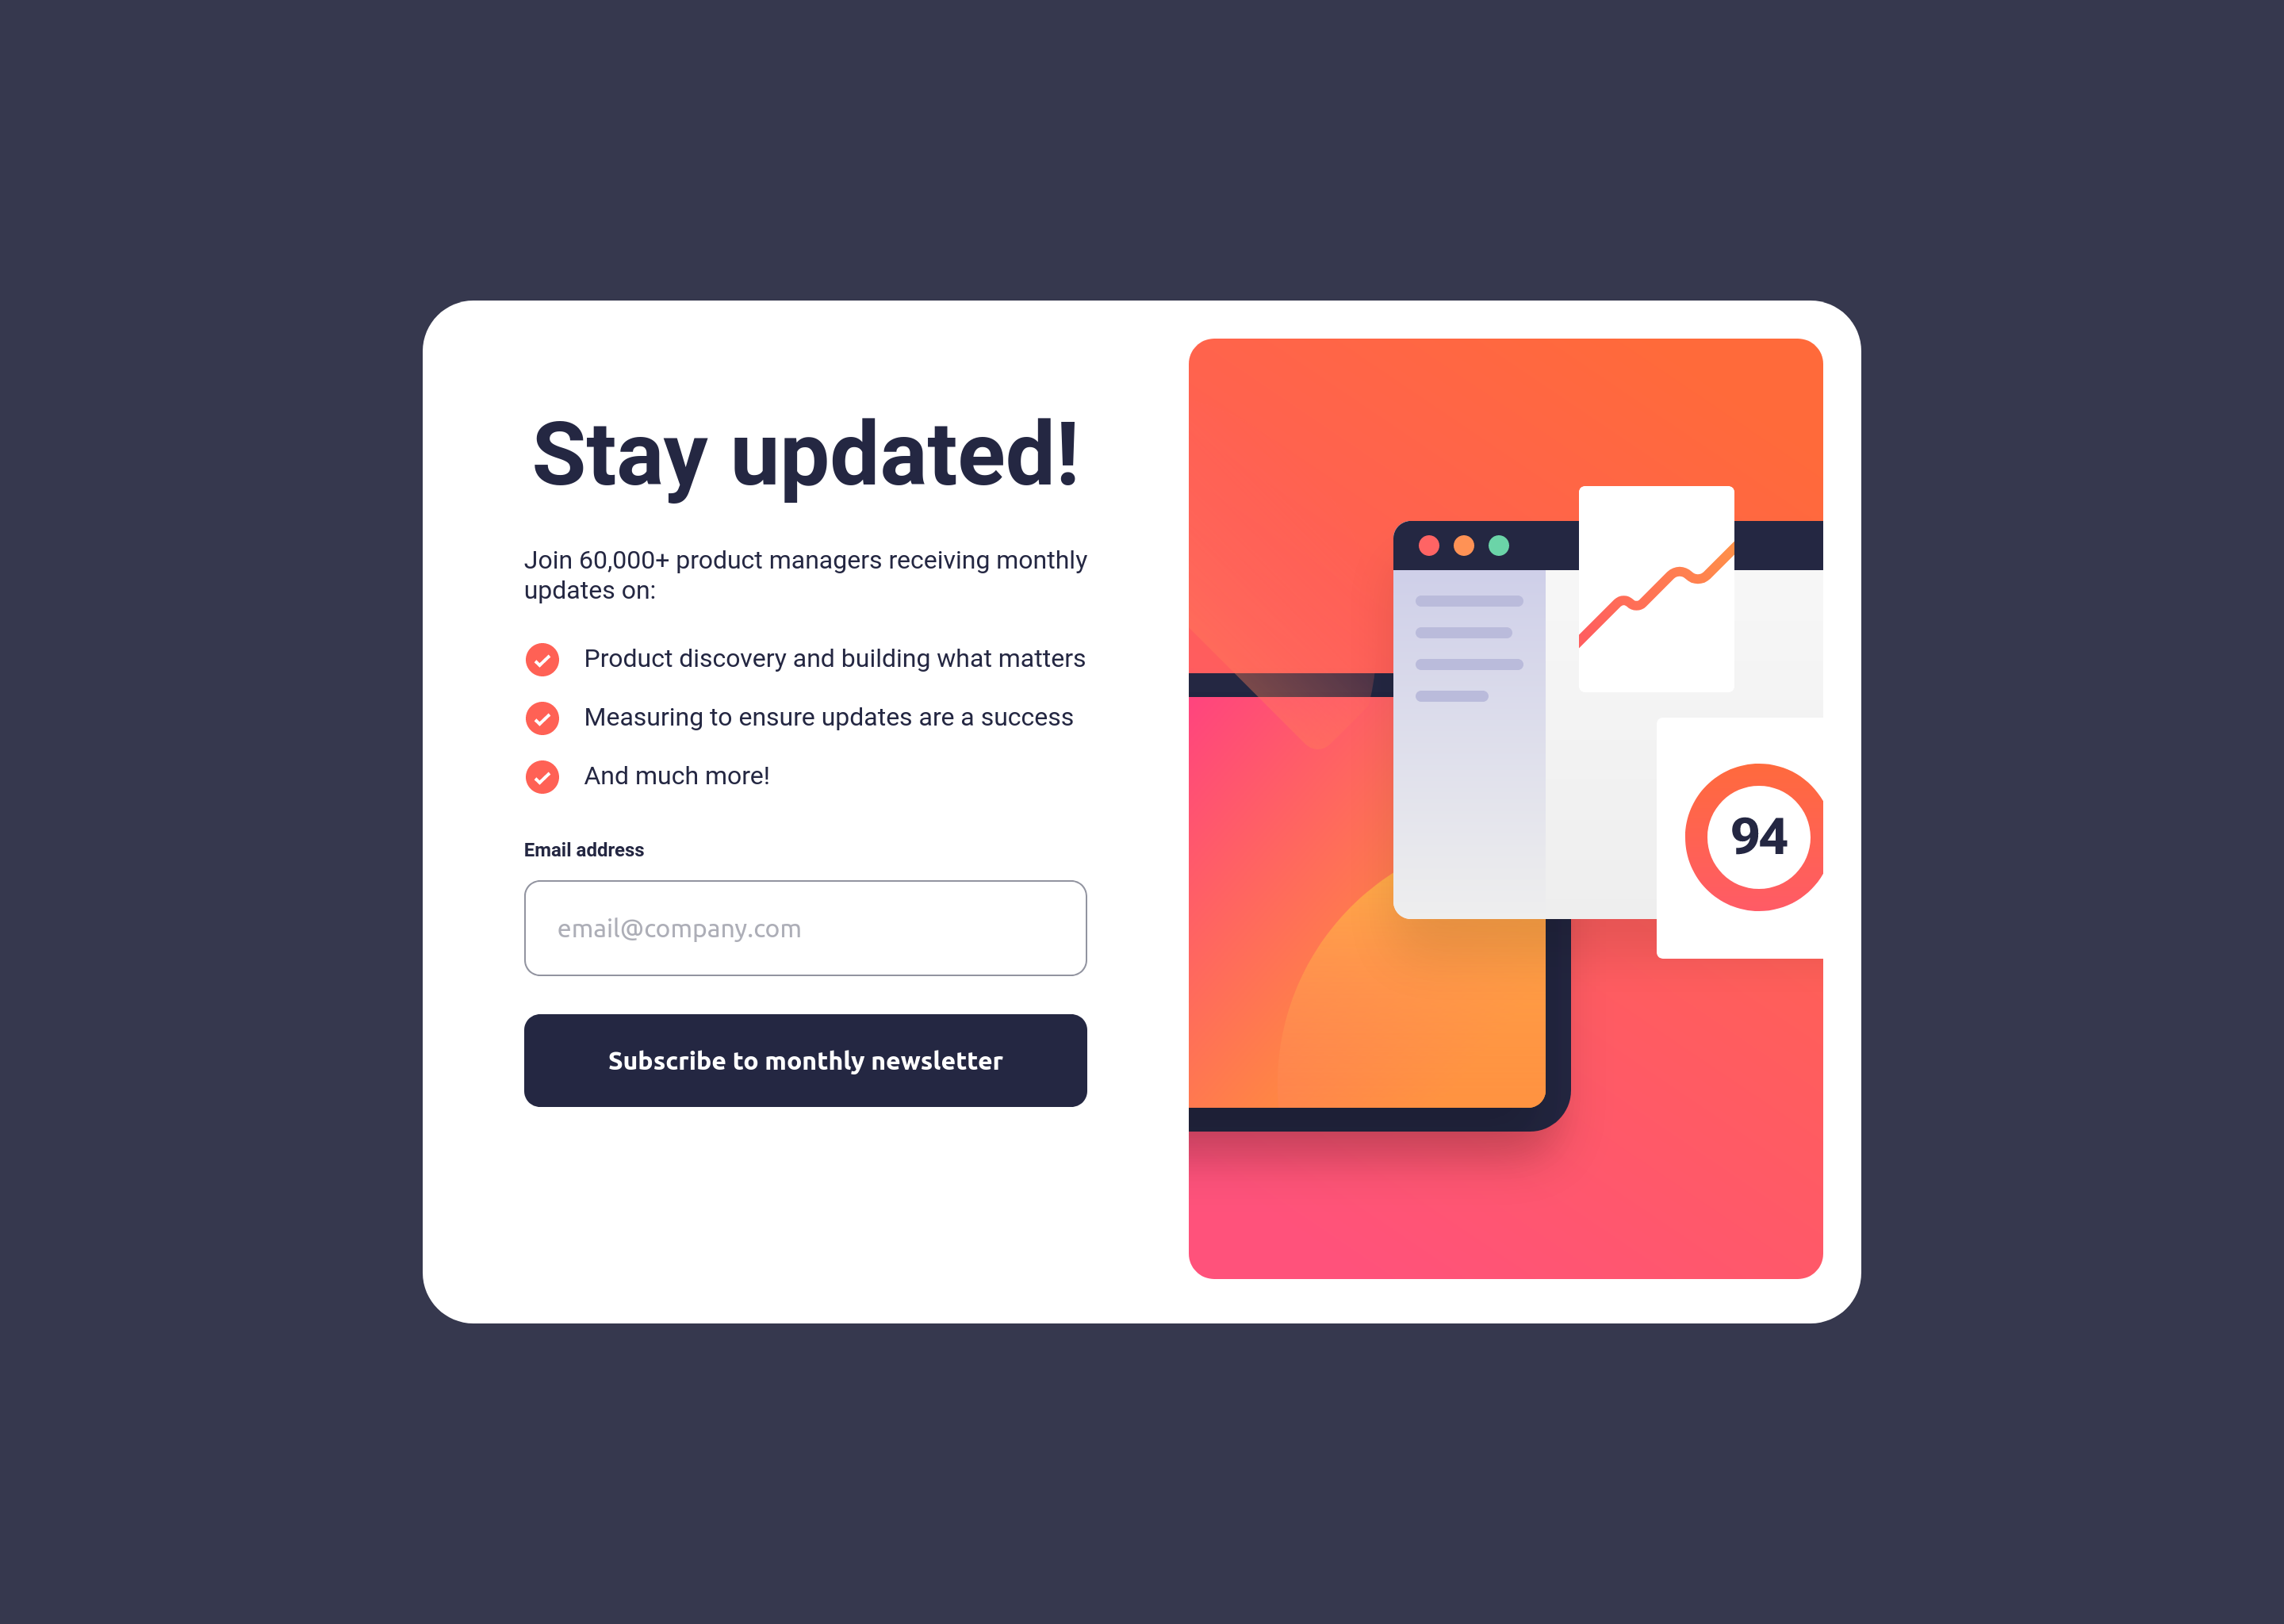 Stay updated!
Join 60,000+ product managers receiving monthly
updates on:
Product discovery and building what matters
Measuring to ensure updates are a success
And much more!
Email address
email@company.com
Subscribe to monthly newsletter
94